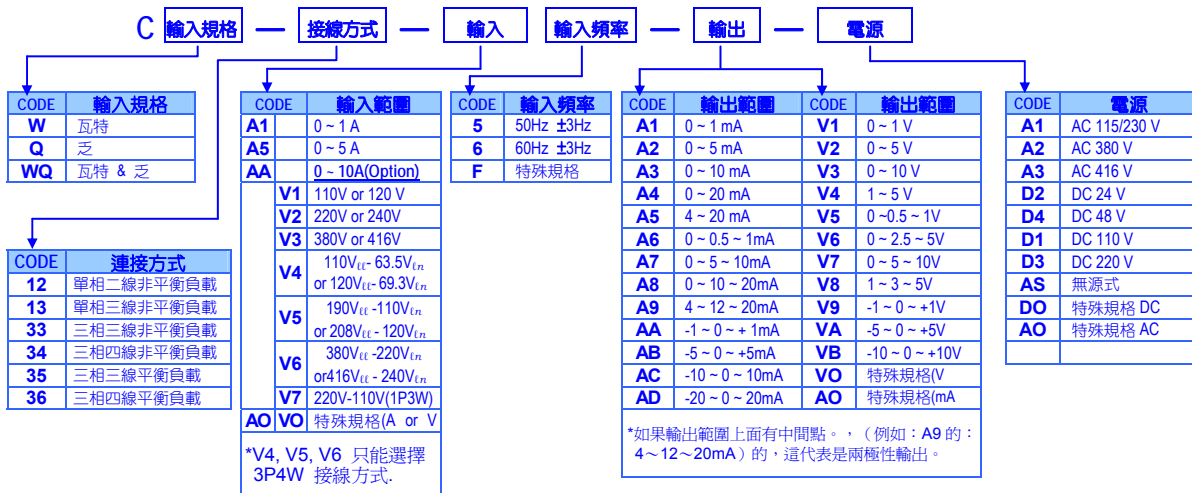 C 輸入規格 — 接線方式 — 輸入 輸入頻率 — 輸出 — 電源
CODE 輸入規格
W 瓦特
Q 乏
WQ 瓦特 & 乏
CODE 連接方式
12 單相二線非平衡負載
13 單相三線非平衡負載
33 三相三線非平衡負載
34 三相四線非平衡負載
35 三相三線平衡負載
36 三相四線平衡負載
CODE 輸入範圍
A1 0 ~ 1 A
A5 0 ~ 5 A
AA 0 ~ 10A(Option)
V1 110V or 120 V
V2 220V or 240V
V3 380V or 416V
V4 110Vℓℓ- 63.5Vℓn
or 120Vℓℓ- 69.3Vℓn
V5 190Vℓℓ -110Vℓn
or 208Vℓℓ - 120Vℓn
V6 380Vℓℓ -220Vℓn
or416Vℓℓ - 240Vℓn
V7 220V-110V(1P3W)
AO VO 特殊規格(A or V
*V4, V5, V6 只能選擇
3P4W 接線方式.
CODE 輸入頻率
5 50Hz ±3Hz
6 60Hz ±3Hz
F 特殊規格
CODE 輸出範圍 CODE 輸出範圍
A1 0 ~ 1 mA V1 0 ~ 1 V
A2 0 ~ 5 mA V2 0 ~ 5 V
A3 0 ~ 10 mA V3 0 ~ 10 V
A4 0 ~ 20 mA V4 1 ~ 5 V
A5 4 ~ 20 mA V5 0 ~0.5 ~ 1V
A6 0 ~ 0.5 ~ 1mA V6 0 ~ 2.5 ~ 5V
A7 0 ~ 5 ~ 10mA V7 0 ~ 5 ~ 10V
A8 0 ~ 10 ~ 20mA V8 1 ~ 3 ~ 5V
A9 4 ~ 12 ~ 20mA V9 -1 ~ 0 ~ +1V
AA -1 ~ 0 ~ + 1mA VA -5 ~ 0 ~ +5V
AB -5 ~ 0 ~ +5mA VB -10 ~ 0 ~ +10V
AC -10 ~ 0 ~ 10mA VO 特殊規格(V
AD -20 ~ 0 ~ 20mA AO 特殊規格(mA
*如果輸出範圍上面有中間點。,（例如：A9 的：
4～12～20mA）的，這代表是兩極性輸出。
CODE 電源
A1 AC 115/230 V
A2 AC 380 V
A3 AC 416 V
D2 DC 24 V
D4 DC 48 V
D1 DC 110 V
D3 DC 220 V
AS 無源式
DO 特殊規格 DC
AO 特殊規格 AC